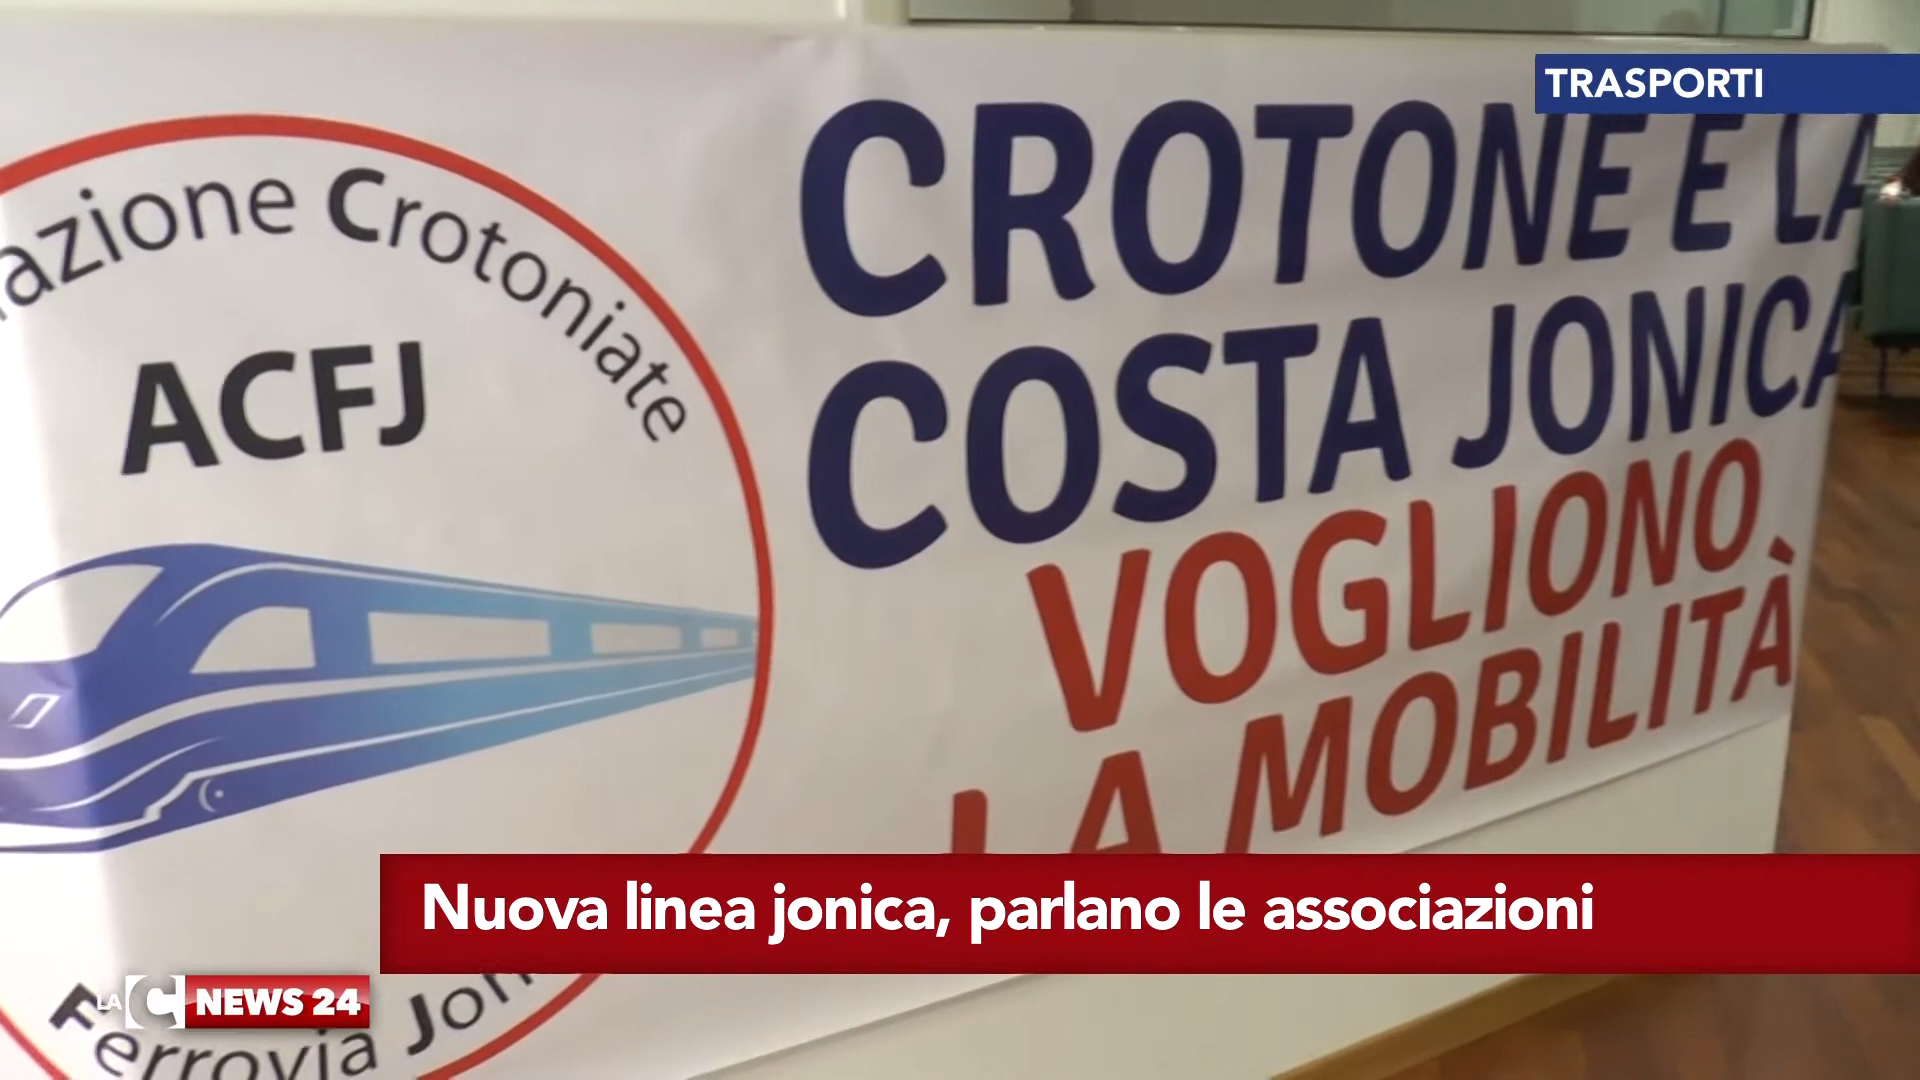 TRASPORTI
azione Crotoniate
ACFJ
CROTONE E LA
COSTA JONICA
VOGLIONO
LA MOBILITÀ
Nuova linea jonica, parlano le associazioni
LA C NEWS 24
Ferrovia Jon